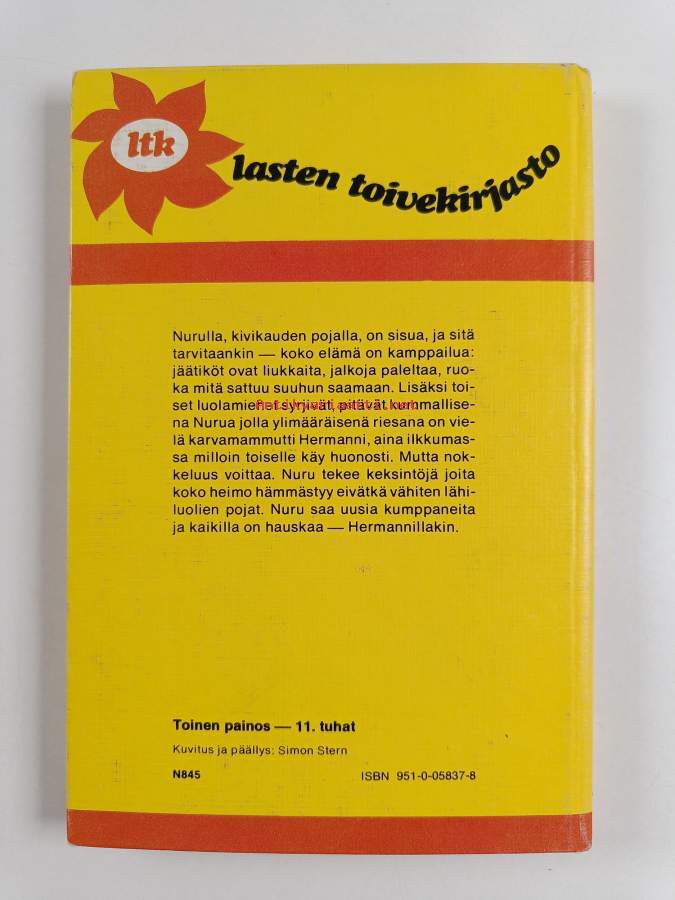 ltk
lasten toivekirjasto
Nurulla, kivikauden pojalla, on sisua, ja sitä
tarvitaankin — koko elämä on kamppailua:
jäätiköt ovat liukkaita, jalkoja paleltaa, ruo-
ka mitä sattuu suuhun saamaan. Lisäksi toi-
set luolamiehet syrjivät, pitävät kummallise-
na Nurua jolla ylimääräisenä riesana on vie-
lä karvamammutti Hermanni, aina ilkkumas-
sa milloin toiselle käy huonosti. Mutta nok-
keluus voittaa. Nuru tekee keksintöjä joita
koko heimo hämmästyy eivätkä vähiten lähi-
luolien pojat. Nuru saa uusia kumppaneita
ja kaikilla on hauskaa — Hermannillakin.
Toinen painos — 11. tuhat
Kuvitus ja päällys: Simon Stern
N845
ISBN 951-0-05837-8